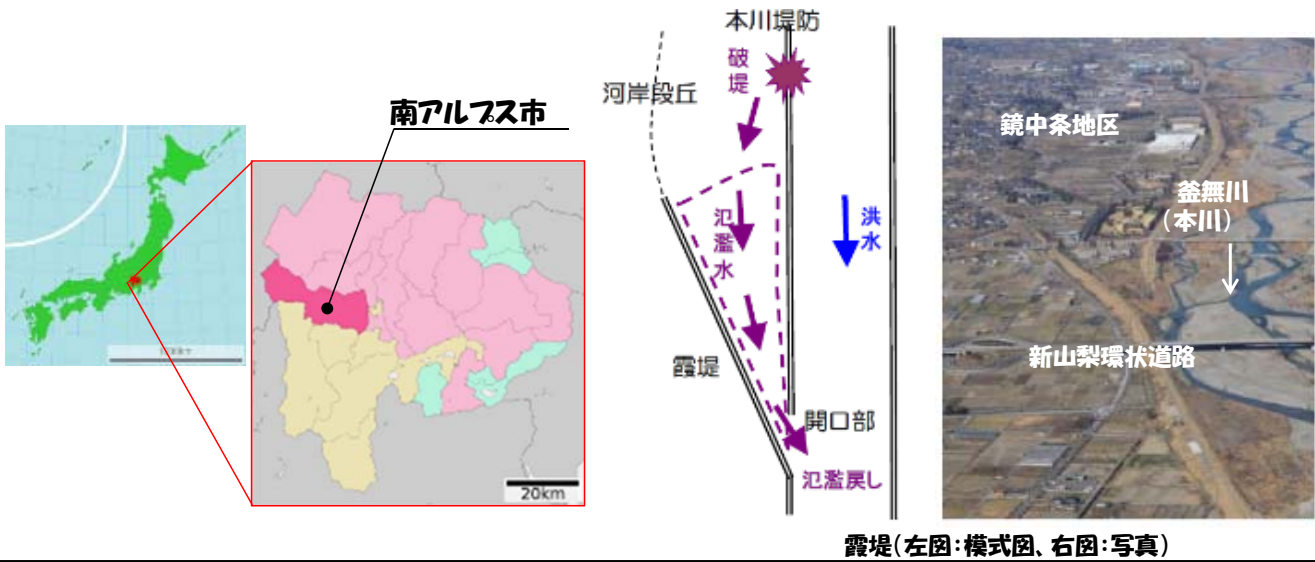 南アルプス市
20km
本川堤防
破堤
河岸段丘
氾濫水
洪水
霞堤
開口部
氾濫戻し
鏡中条地区
釜無川
(本川)
新山梨環状道路
霞堤(左図:模式図、右図:写真)